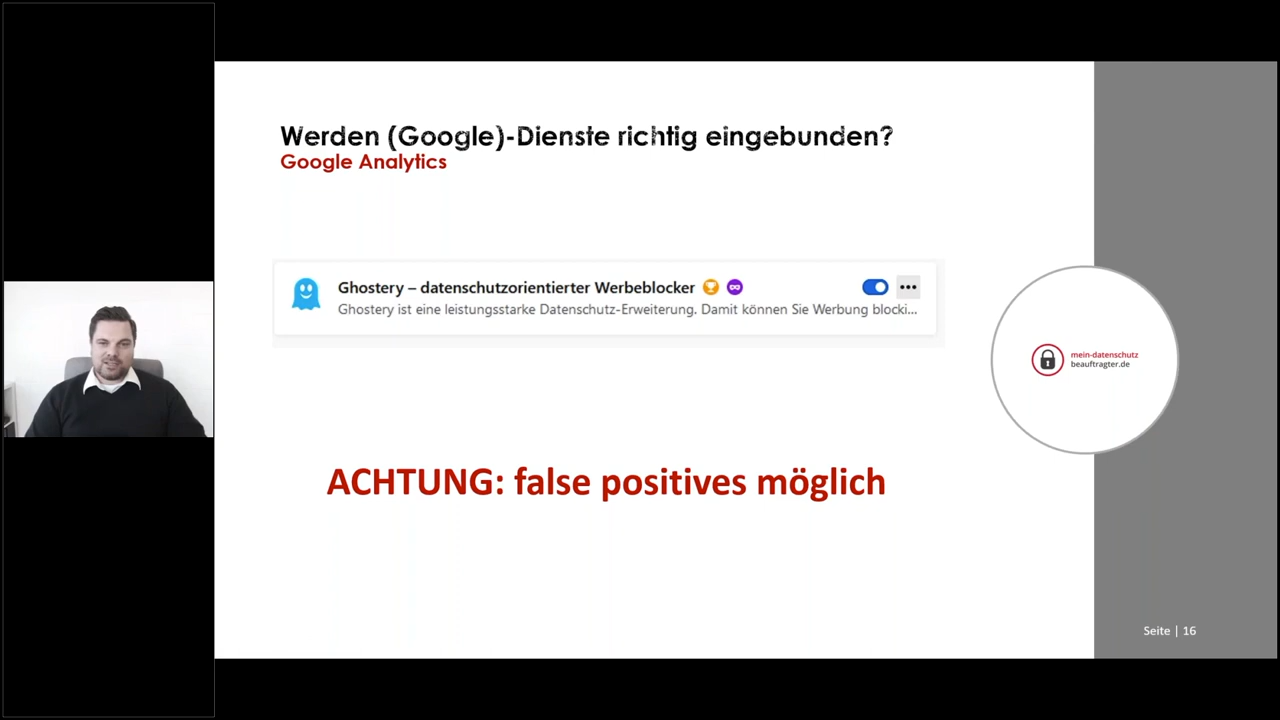 Werden (Google)-Dienste richtig eingebunden?
Google Analytics
Ghostery – datenschutzorientierter Werbeblocker
Ghostery ist eine leistungsstarke Datenschutz-Erweiterung. Damit können Sie Werbung blocki...
mein-datenschutz
beauftragter.de
ACHTUNG: false positives möglich
Seite | 16